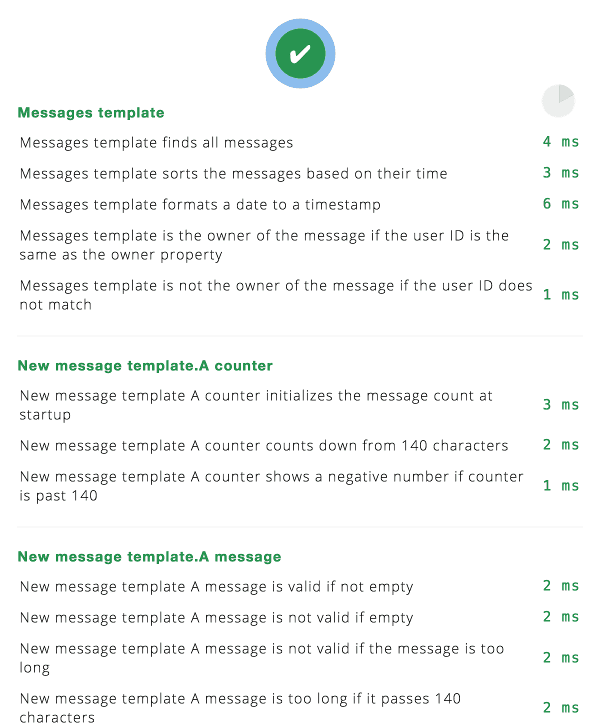 Messages template
Messages template finds all messages 4 ms
Messages template sorts the messages based on their time 3 ms
Messages template formats a date to a timestamp 6 ms
Messages template is the owner of the message if the user ID is the
same as the owner property 2 ms
Messages template is not the owner of the message if the user ID does
not match 1 ms
New message template.A counter
New message template A counter initializes the message count at
startup 3 ms
New message template A counter counts down from 140 characters 2 ms
New message template A counter shows a negative number if counter
is past 140 1 ms
New message template.A message
New message template A message is valid if not empty 2 ms
New message template A message is not valid if empty 2 ms
New message template A message is not valid if the message is too
long 2 ms
New message template A message is too long if it passes 140
characters 2 ms